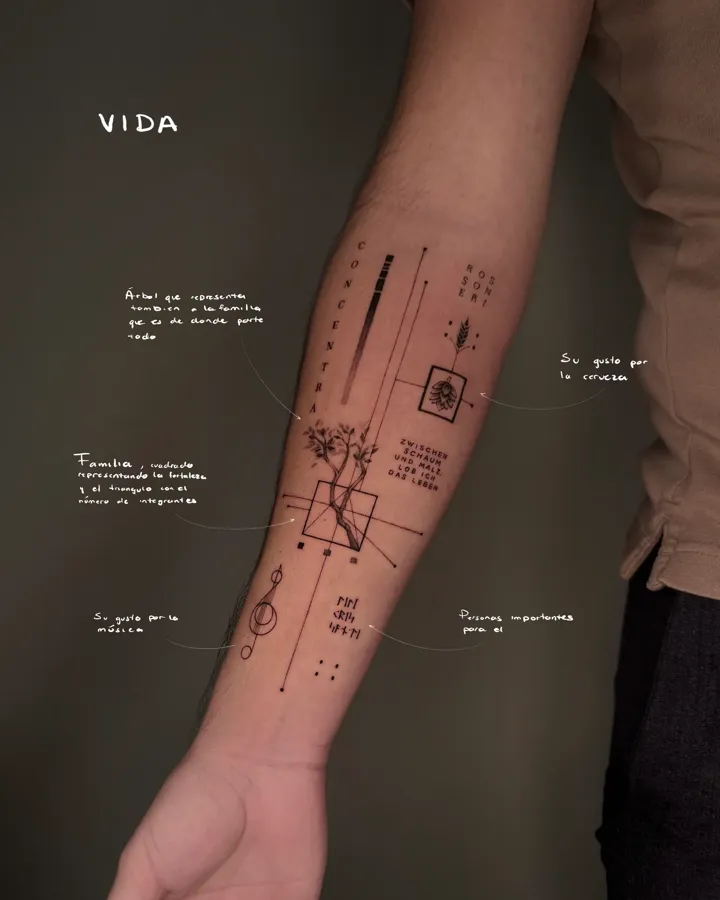 VIDA
CONCENTRA
Árbol que representa
tambien a la familia
que es de donde parte
todo
Su gusto por
la cerveza
ZWISCHEN
SCHAUM
UND MALZ,
LOB ICH
DAS LEBEN
Familia, cuadrado
representando la fortaleza
y el triangulo con el
número de integrantes
Su gusto por la
música
Personas importantes
para el